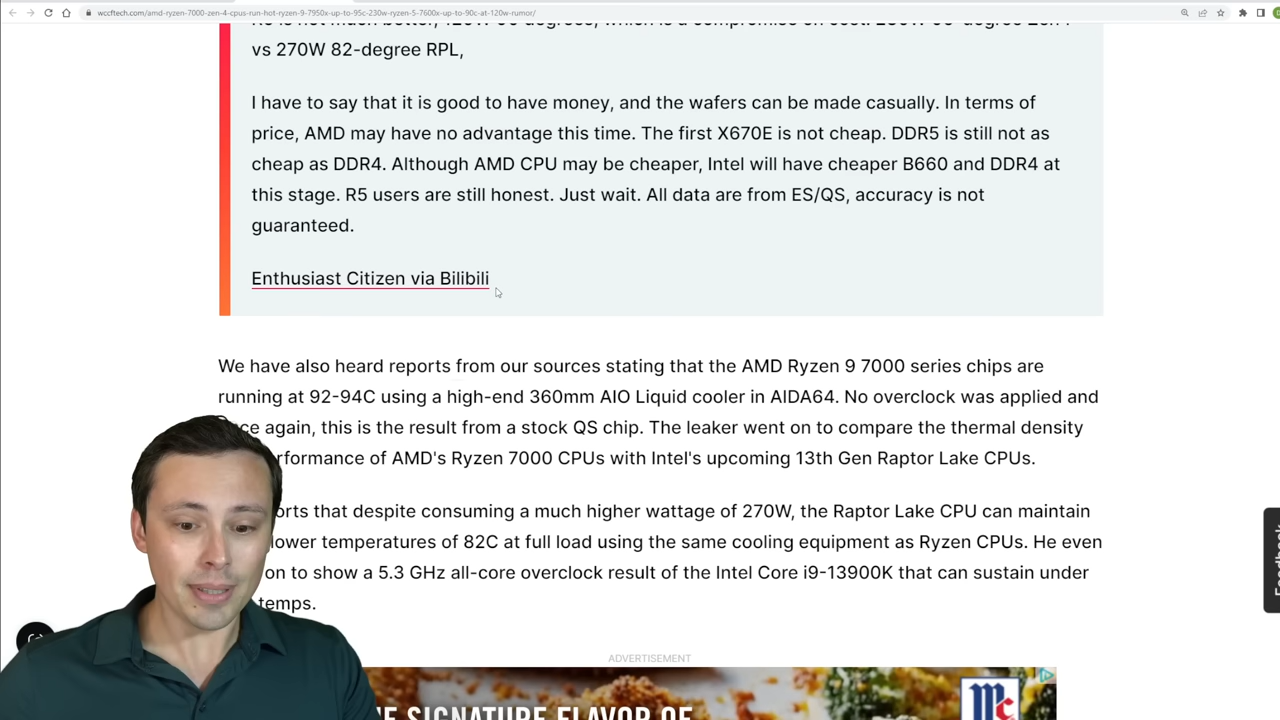 wccftech.com/amd-ryzen-7000-zen-4-cpus-run-hot-ryzen-9-7950x-up-to-95c-230w-ryzen-5-7600x-up-to-90c-at-120w-rumor/
vs 270W 82-degree RPL,
I have to say that it is good to have money, and the wafers can be made casually. In terms of
price, AMD may have no advantage this time. The first X670E is not cheap. DDR5 is still not as
cheap as DDR4. Although AMD CPU may be cheaper, Intel will have cheaper B660 and DDR4 at
this stage. R5 users are still honest. Just wait. All data are from ES/QS, accuracy is not
guaranteed.
Enthusiast Citizen via Bilibili
We have also heard reports from our sources stating that the AMD Ryzen 9 7000 series chips are
running at 92-94C using a high-end 360mm AIO Liquid cooler in AIDA64. No overclock was applied and
again, this is the result from a stock QS chip. The leaker went on to compare the thermal density
performance of AMD's Ryzen 7000 CPUs with Intel's upcoming 13th Gen Raptor Lake CPUs.
that despite consuming a much higher wattage of 270W, the Raptor Lake CPU can maintain
lower temperatures of 82C at full load using the same cooling equipment as Ryzen CPUs. He even
on to show a 5.3 GHz all-core overclock result of the Intel Core i9-13900K that can sustain under
temps.
Feedback
ADVERTISEMENT
SIGNATURE FLAVOR OF
Mc